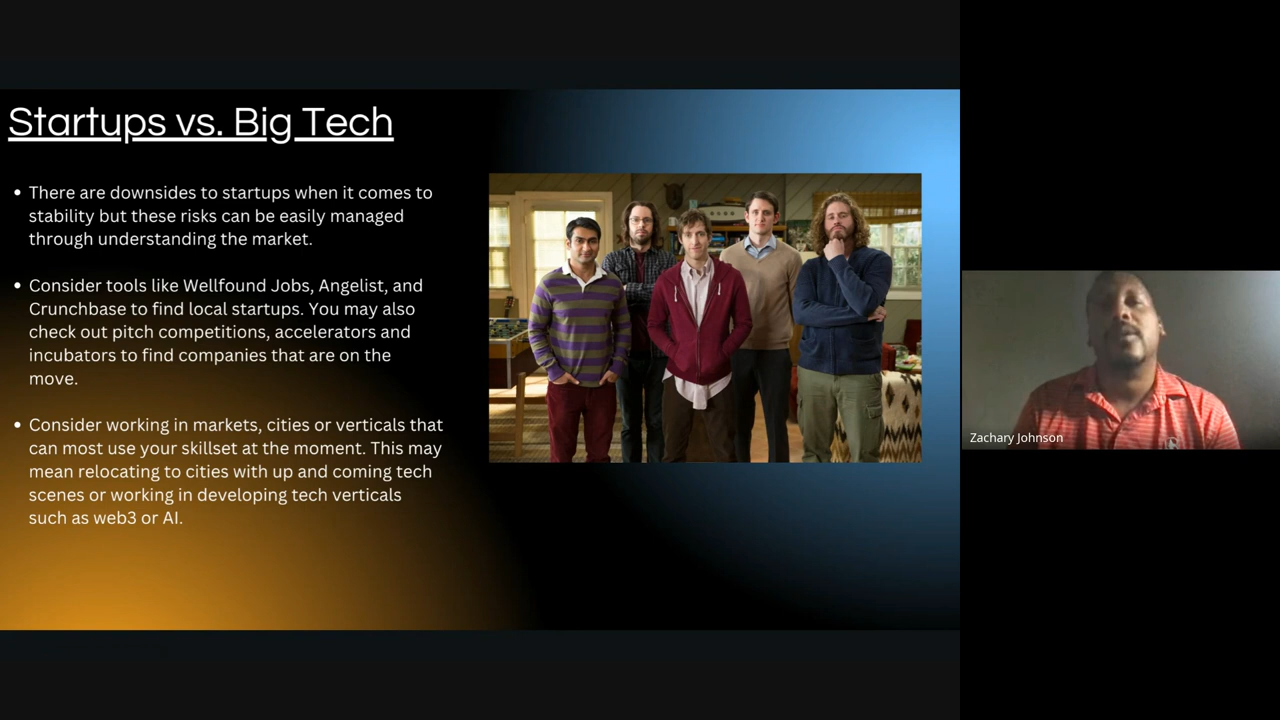 Startups vs. Big Tech
• There are downsides to startups when it comes to
stability but these risks can be easily managed
through understanding the market.
• Consider tools like Wellfound Jobs, Angelist, and
Crunchbase to find local startups. You may also
check out pitch competitions, accelerators and
incubators to find companies that are on the
move.
• Consider working in markets, cities or verticals that
can most use your skillset at the moment. This may
mean relocating to cities with up and coming tech
scenes or working in developing tech verticals
such as web3 or AI.
Zachary Johnson